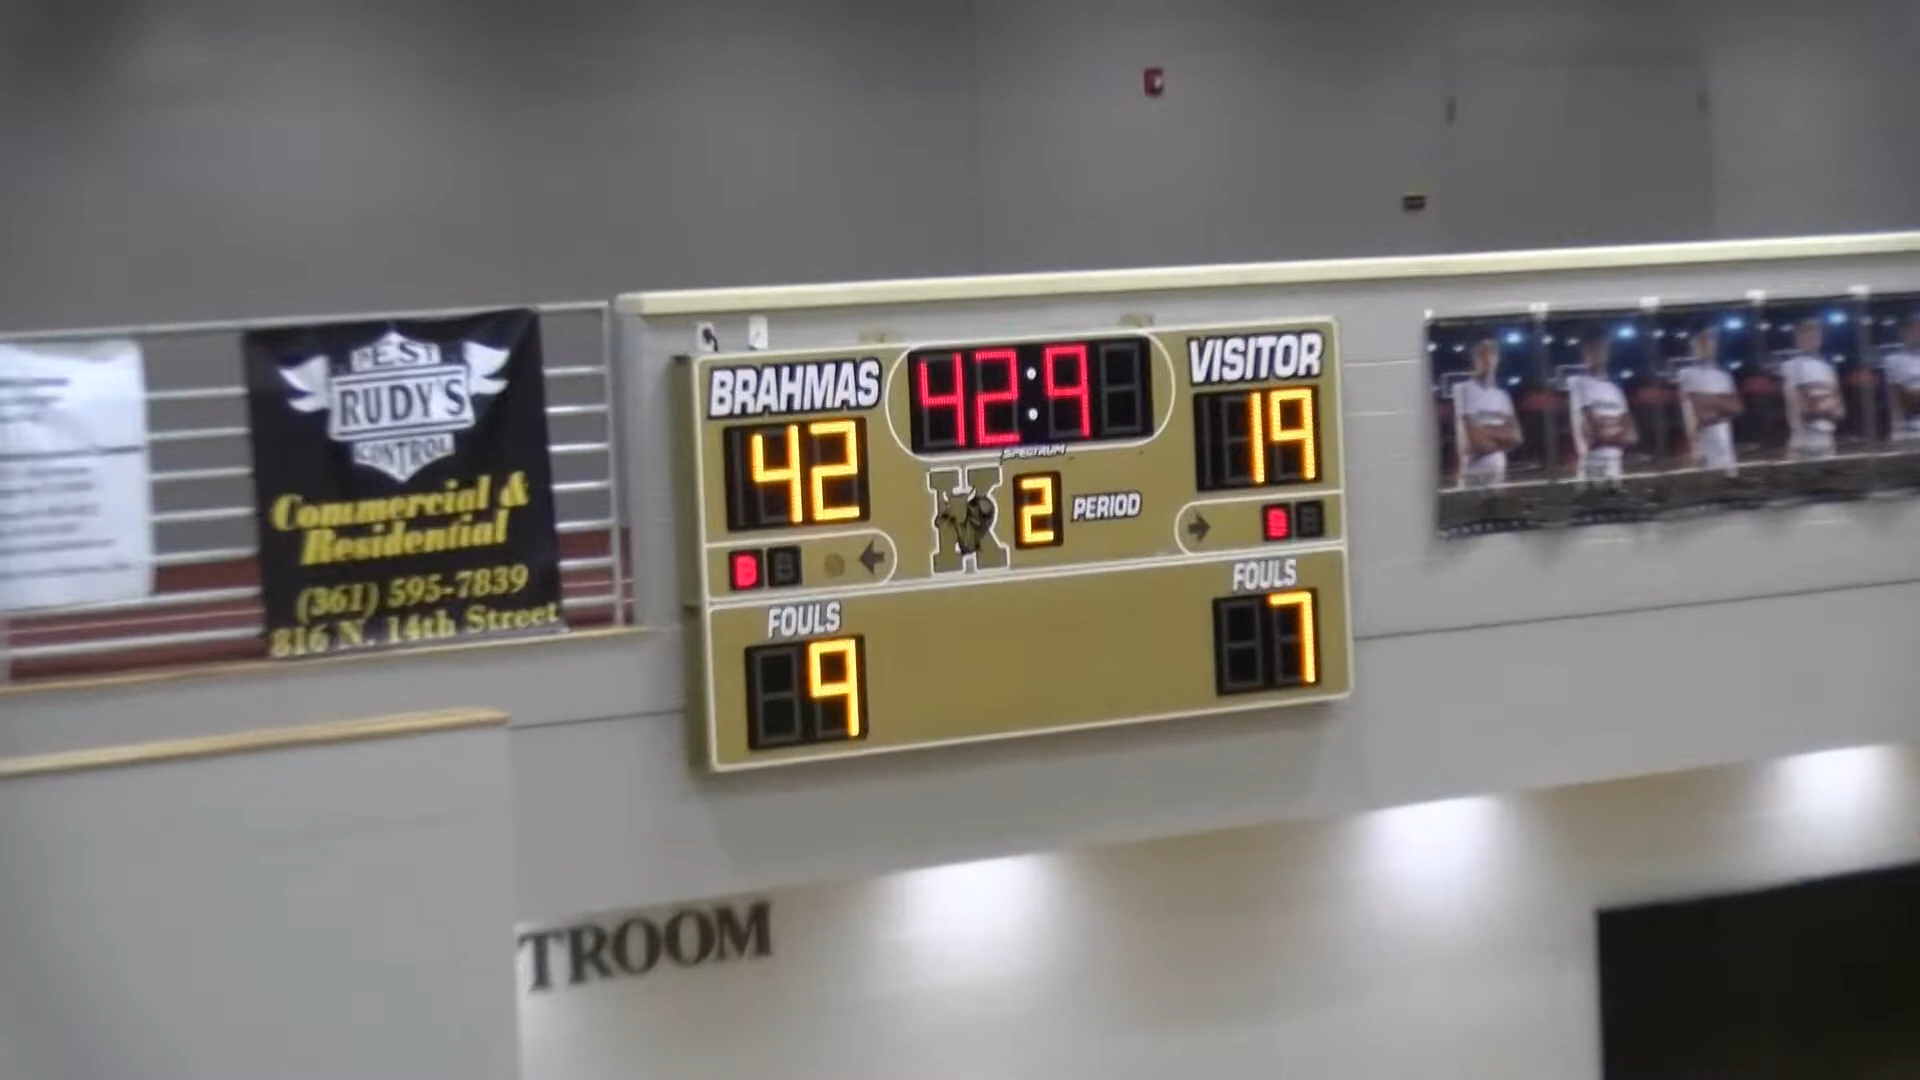 PEST
RUDY'S
CONTROL
Commercial &
Residential
(361) 595-7839
816 N. 14th Street
BRAHMAS
42:9
VISITOR
42
19
SPECTRUM
K
2 PERIOD
B
B
FOULS
FOULS
9
7
TROOM